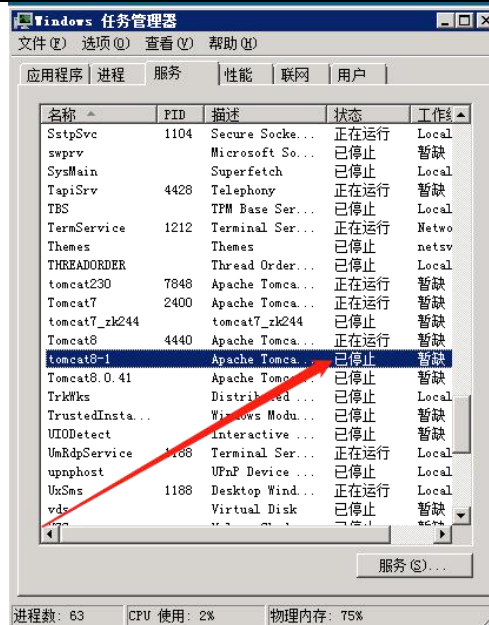 Windows 任务管理器
文件(F) 选项(O) 查看(V) 帮助(H)
应用程序 进程 服务 性能 联网 用户
名称 PID 描述 状态
SstpSvc 1104 Secure Socke... 正在运行 Local
swprv Microsoft So... 已停止 暂缺
SysMain Superfetch 已停止 Local
TapiSrv 4428 Telephony 正在运行 暂缺
TBS TPM Base Ser... 已停止 Local
TermService 1212 Terminal Ser... 正在运行 Netwo
Themes Themes 已停止 netsv
THREADORDER Thread Order... 已停止 Local
tomcat230 7848 Apache Tomca... 正在运行 暂缺
Tomcat7 2400 Apache Tomca... 正在运行 暂缺
tomcat7_zk244 tomcat7_zk244 已停止 暂缺
Tomcat8 4440 Apache Tomca... 正在运行 暂缺
tomcat8-1 Apache Tomca... 已停止 暂缺
Tomcat8.0.41 Apache 已停止 暂缺
TrkWks 已停止 Local
TrustedInsta... Modu... 已停止 暂缺
UI0Detect Interactive ... 已停止 暂缺
UmRdpService Terminal Ser... 正在运行 Local
upnphost UPnP Device ... 已停止 Local
UxSms 1188 Desktop Wind... 正在运行 Local
vds Virtual Disk 已停止 暂缺
服务(S)...
进程数: 63 CPU 使用: 2% 物理内存: 75%